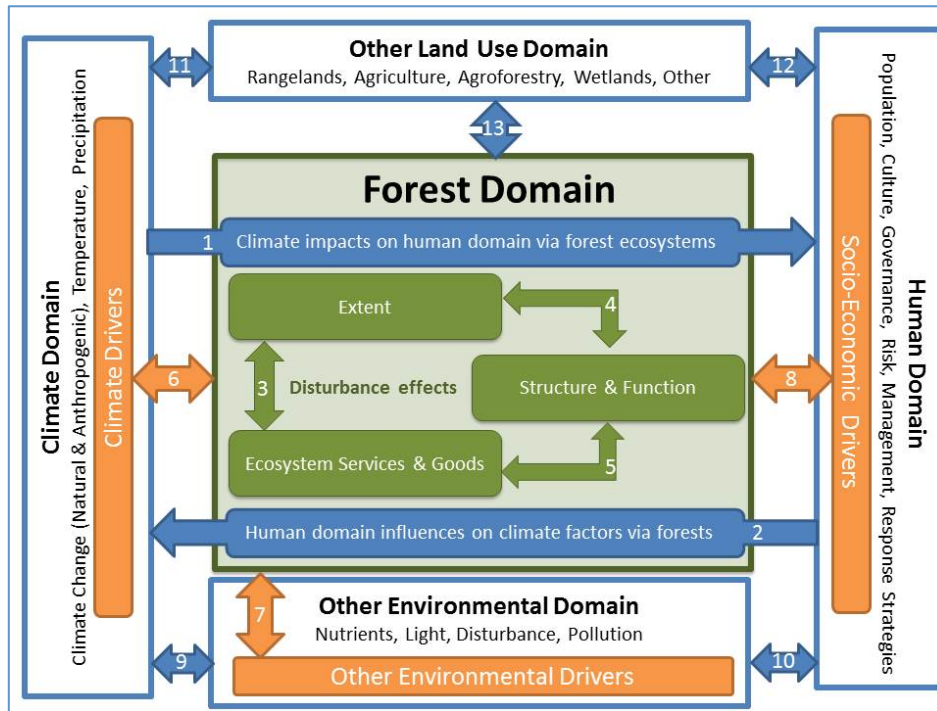 Other Land Use Domain
Rangelands, Agriculture, Agroforestry, Wetlands, Other
11
12
13
Climate Domain
Climate Change (Natural & Anthropogenic), Temperature, Precipitation
Climate Drivers
Forest Domain
1 Climate impacts on human domain via forest ecosystems
Extent
4
3
Disturbance effects
Structure & Function
Ecosystem Services & Goods
5
6
8
Human domain influences on climate factors via forests 2
Socio-Economic Drivers
Population, Culture, Governance, Risk, Management, Response Strategies
Human Domain
7
Other Environmental Domain
Nutrients, Light, Disturbance, Pollution
Other Environmental Drivers
9
10